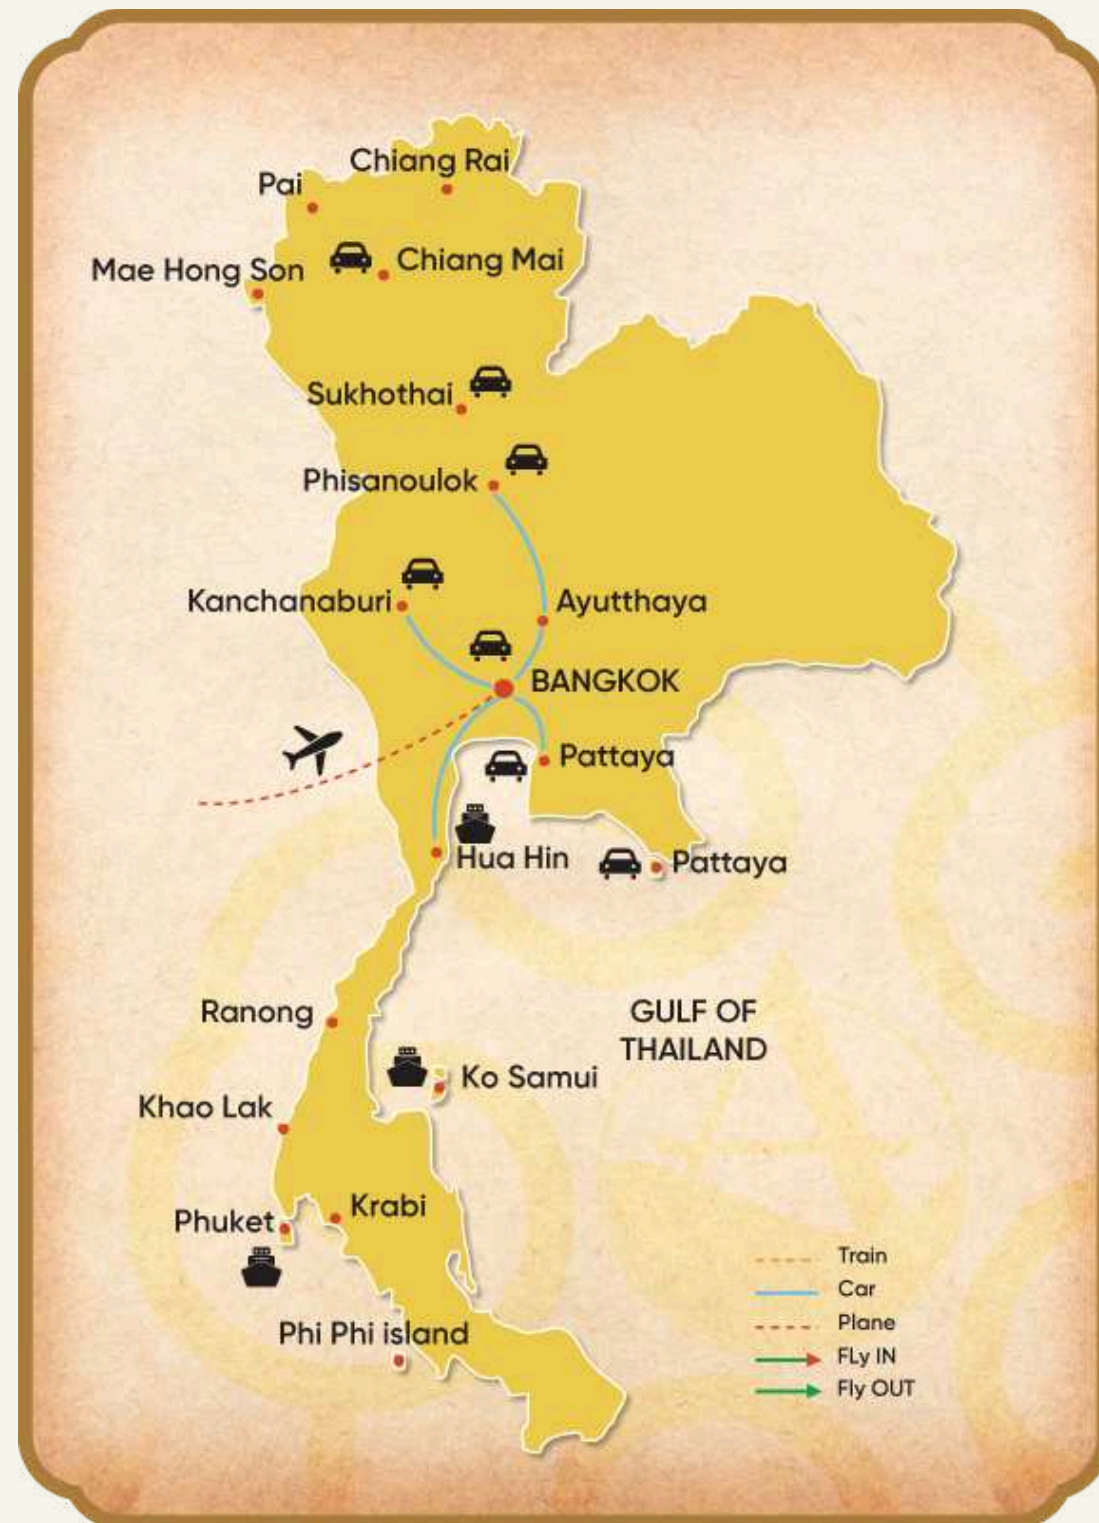 Chiang Rai
Pai
Chiang Mai
Mae Hong Son
Sukhothai
Phisanoulok
Kanchanaburi
Ayutthaya
BANGKOK
Pattaya
Hua Hin
Pattaya
Ranong
GULF OF
THAILAND
Ko Samui
Khao Lak
Krabi
Phuket
Phi Phi island
Train
Car
Plane
FLy IN
Fly OUT